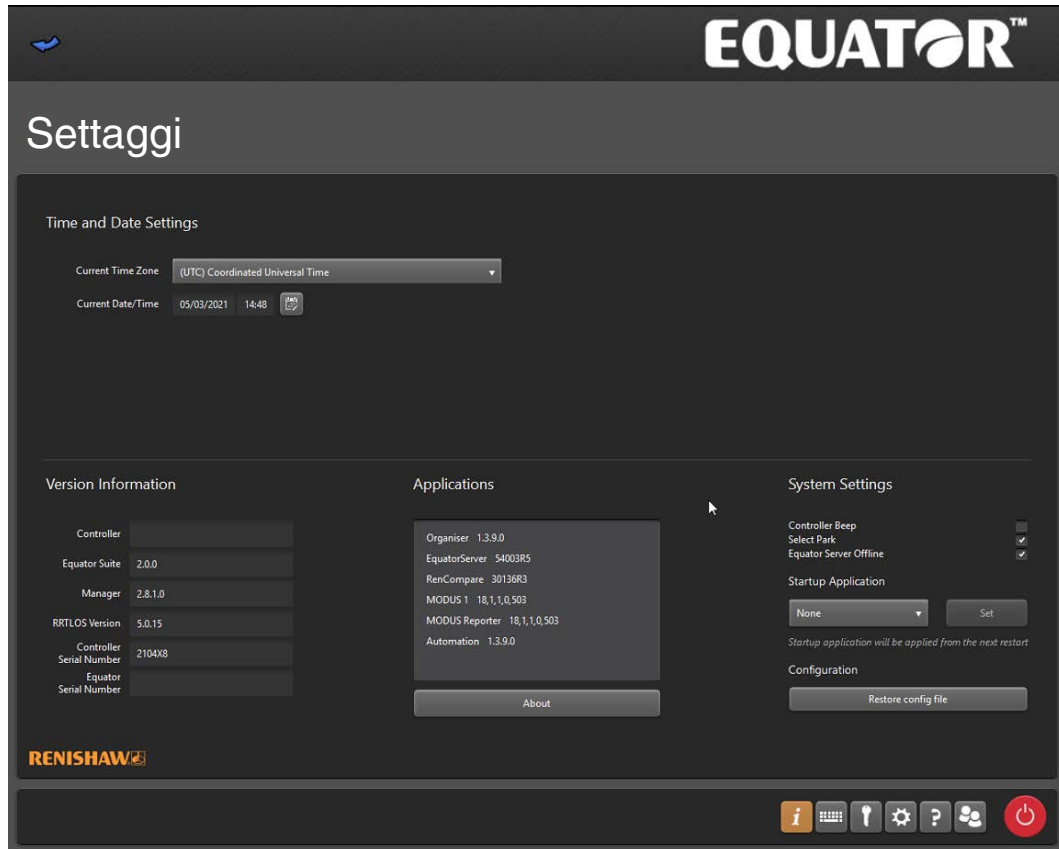 EQUATOR™
Settaggi
Time and Date Settings
Current Time Zone (UTC) Coordinated Universal Time
Current Date/Time 05/03/2021 14:48
Version Information
Controller
Equator Suite 2.0.0
Manager 2.8.1.0
RRTLOS Version 5.0.15
Controller
Serial Number 2104X8
Equator
Serial Number
Applications
Organiser 1.3.9.0
EquatorServer 54003R5
RenCompare 30136R3
MODUS 1 18,1,1,0,503
MODUS Reporter 18,1,1,0,503
Automation 1.3.9.0
About
System Settings
Controller Beep
Select Park
Equator Server Offline
Startup Application
None Set
Startup application will be applied from the next restart
Configuration
Restore config file
RENISHAW
i ?